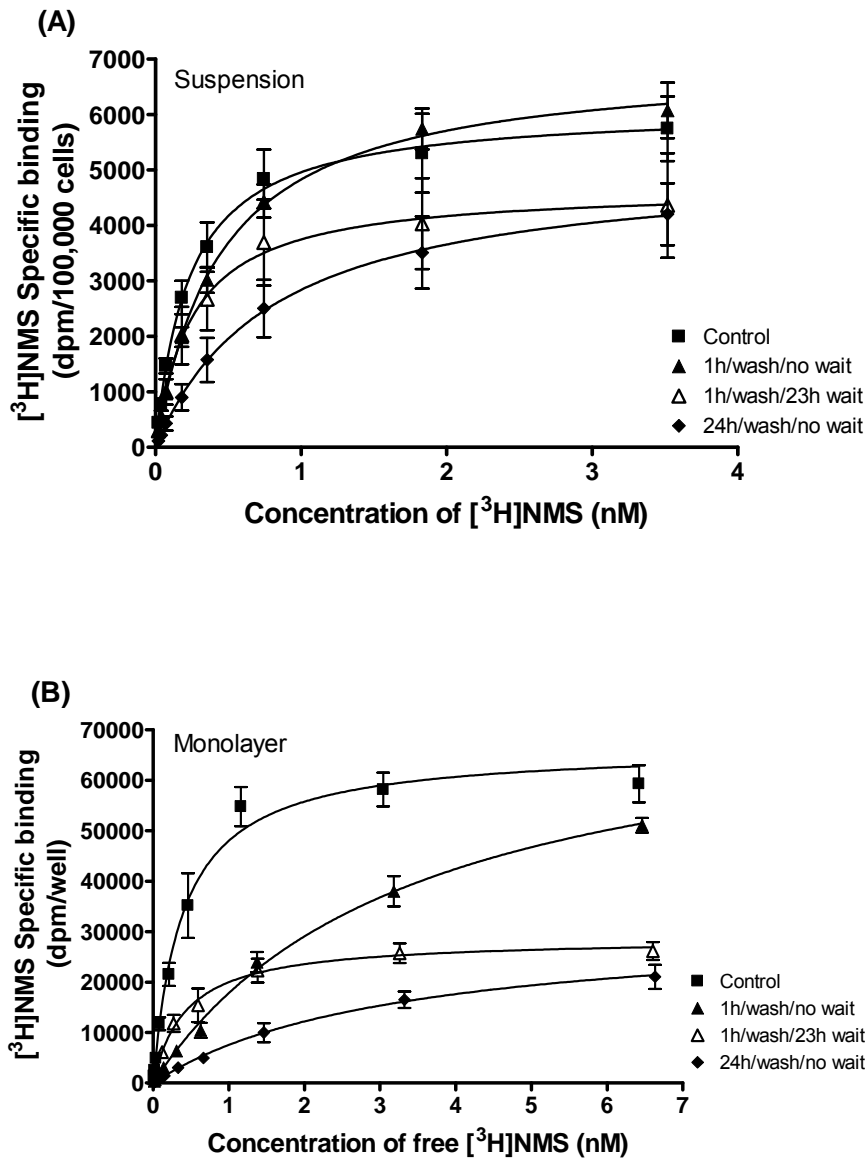 (A)
Suspension
[³H]NMS Specific binding
(dpm/100,000 cells)
7000
6000
5000
4000
3000
2000
1000
0
0 1 2 3 4
Concentration of [³H]NMS (nM)
Control
1h/wash/no wait
1h/wash/23h wait
24h/wash/no wait
(B)
Monolayer
[³H]NMS Specific binding
(dpm/well)
70000
60000
50000
40000
30000
20000
10000
0
0 1 2 3 4 5 6 7
Concentration of free [³H]NMS (nM)
Control
1h/wash/no wait
1h/wash/23h wait
24h/wash/no wait